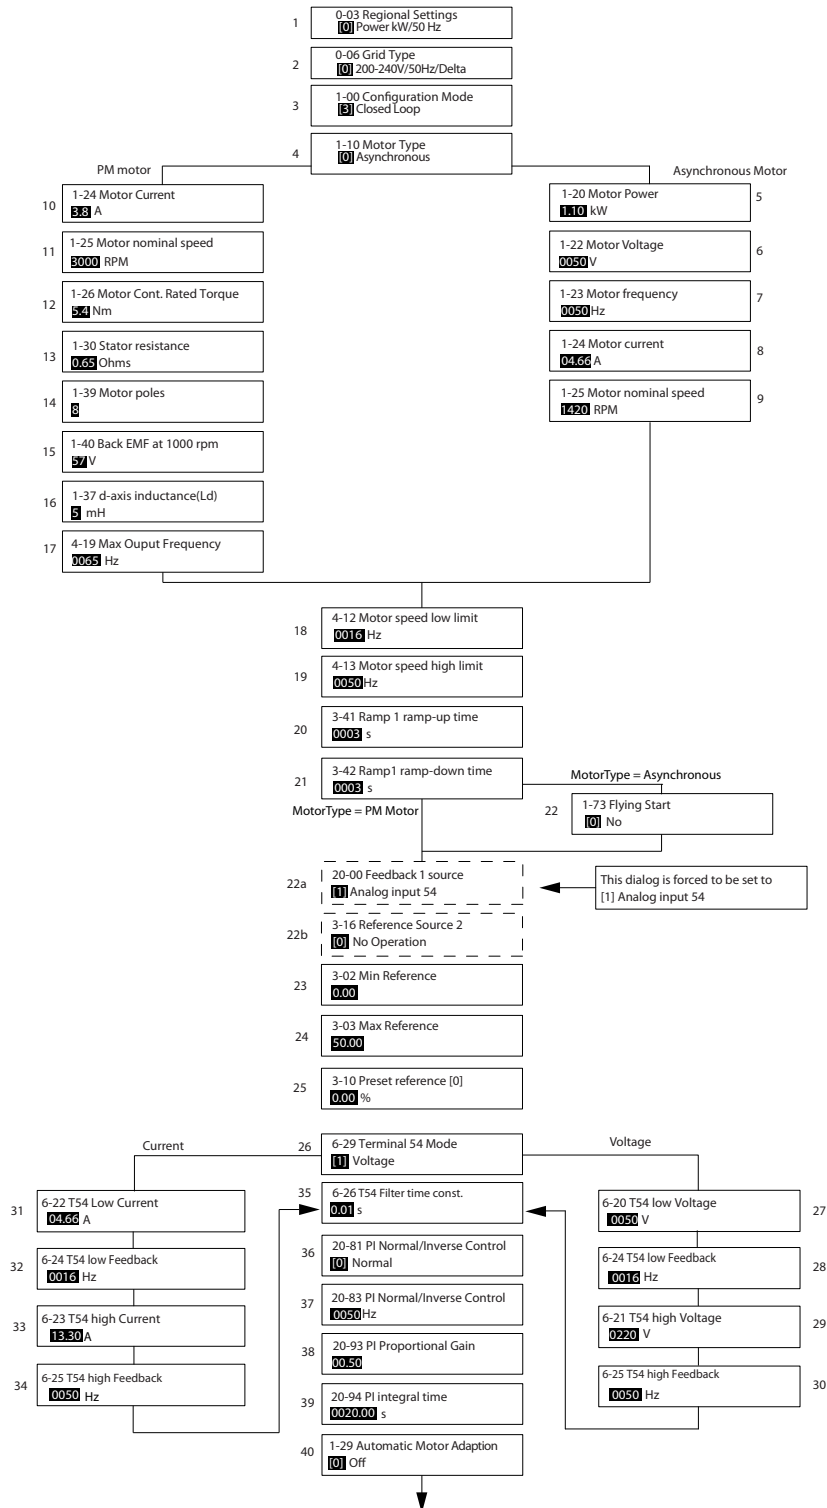 1
0-03 Regional Settings
[0] Power kW/50 Hz
2
0-06 Grid Type
[0] 200-240V/50Hz/Delta
3
1-00 Configuration Mode
[3] Closed Loop
4
1-10 Motor Type
[0] Asynchronous
PM motor
10
1-24 Motor Current
3.8 A
11
1-25 Motor nominal speed
3000 RPM
12
1-26 Motor Cont. Rated Torque
5.4 Nm
13
1-30 Stator resistance
0.65 Ohms
14
1-39 Motor poles
8
15
1-40 Back EMF at 1000 rpm
57 V
16
1-37 d-axis inductance(Ld)
5 mH
17
4-19 Max Ouput Frequency
0065 Hz
Asynchronous Motor
1-20 Motor Power
1.10 kW
5
1-22 Motor Voltage
0050 V
6
1-23 Motor frequency
0050 Hz
7
1-24 Motor current
04.66 A
8
1-25 Motor nominal speed
1420 RPM
9
18
4-12 Motor speed low limit
0016 Hz
19
4-13 Motor speed high limit
0050 Hz
20
3-41 Ramp 1 ramp-up time
0003 s
21
3-42 Ramp1 ramp-down time
0003 s
MotorType = Asynchronous
MotorType = PM Motor
22
1-73 Flying Start
[0] No
22a
20-00 Feedback 1 source
[1] Analog input 54
This dialog is forced to be set to
[1] Analog input 54
22b
3-16 Reference Source 2
[0] No Operation
23
3-02 Min Reference
0.00
24
3-03 Max Reference
50.00
25
3-10 Preset reference [0]
0.00 %
Current
26
6-29 Terminal 54 Mode
[1] Voltage
Voltage
31
6-22 T54 Low Current
04.66 A
32
6-24 T54 low Feedback
0016 Hz
33
6-23 T54 high Current
13.30 A
34
6-25 T54 high Feedback
0050 Hz
35
6-26 T54 Filter time const.
0.01 s
36
20-81 PI Normal/Inverse Control
[0] Normal
37
20-83 PI Normal/Inverse Control
0050 Hz
38
20-93 PI Proportional Gain
00.50
39
20-94 PI integral time
0020.00 s
40
1-29 Automatic Motor Adaption
[0] Off
6-20 T54 low Voltage
0050 V
27
6-24 T54 low Feedback
0016 Hz
28
6-21 T54 high Voltage
0220 V
29
6-25 T54 high Feedback
0050 Hz
30